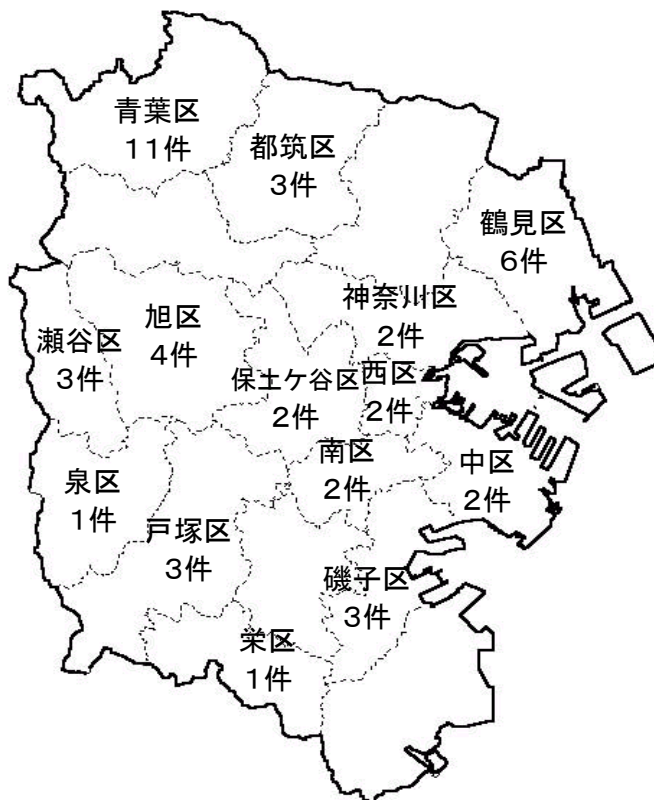 青葉区
11件
都筑区
3件
鶴見区
6件
神奈川区
2件
旭区
4件
瀬谷区
3件
保土ケ谷区
2件
西区
2件
南区
2件
中区
2件
泉区
1件
戸塚区
3件
磯子区
3件
栄区
1件